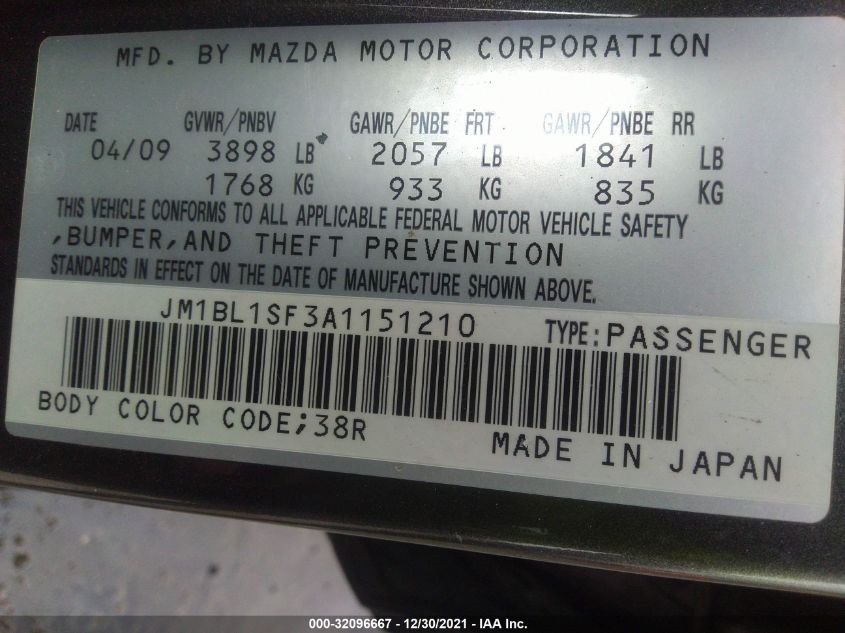 MFD. BY MAZDA MOTOR CORPORATION
DATE GVWR/PNBV GAWR/PNBE FRT GAWR/PNBE RR
04/09 3898 LB 2057 LB 1841 LB
1768 KG 933 KG 835 KG
THIS VEHICLE CONFORMS TO ALL APPLICABLE FEDERAL MOTOR VEHICLE SAFETY
,BUMPER,AND THEFT PREVENTION
STANDARDS IN EFFECT ON THE DATE OF MANUFACTURE SHOWN ABOVE.
JM1BL1SF3A1151210 TYPE:PASSENGER
BODY COLOR CODE;38R
MADE IN JAPAN
000-32096667 - 12/30/2021 - IAA Inc.